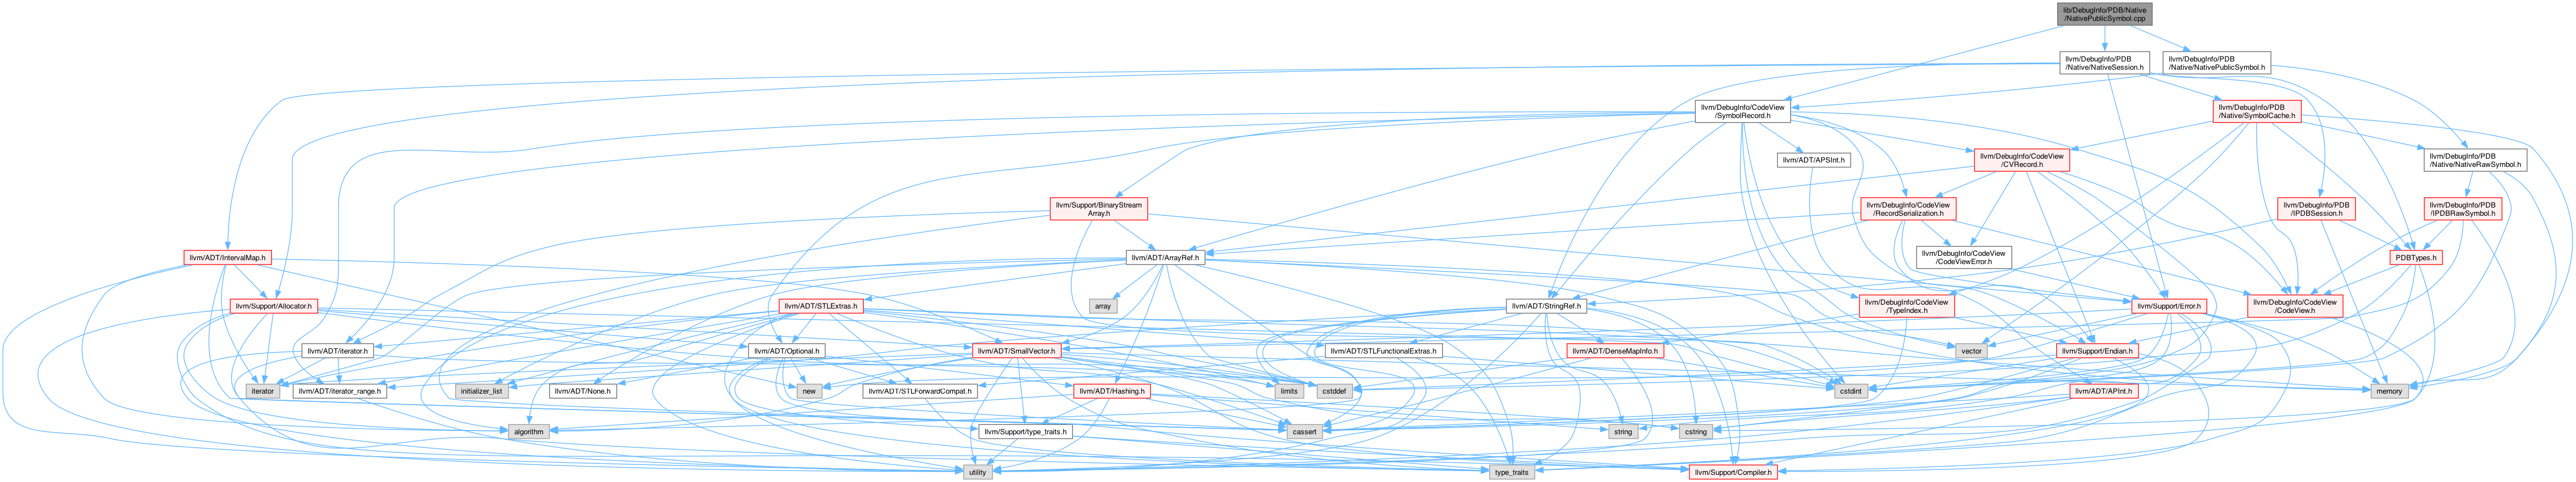 lib/DebugInfo/PDB/Native
/NativePublicSymbol.cpp
llvm/DebugInfo/PDB
/Native/NativeSession.h
llvm/DebugInfo/PDB
/Native/NativePublicSymbol.h
llvm/DebugInfo/CodeView
/SymbolRecord.h
llvm/DebugInfo/PDB
/Native/SymbolCache.h
llvm/ADT/APSInt.h
llvm/DebugInfo/CodeView
/CVRecord.h
llvm/DebugInfo/PDB
/Native/NativeRawSymbol.h
llvm/Support/BinaryStream
Array.h
llvm/DebugInfo/CodeView
/RecordSerialization.h
llvm/DebugInfo/PDB
/IPDBSession.h
llvm/DebugInfo/PDB
/IPDBRawSymbol.h
llvm/ADT/IntervalMap.h
llvm/ADT/ArrayRef.h
llvm/DebugInfo/CodeView
/CodeViewError.h
PDBTypes.h
llvm/Support/Allocator.h
llvm/ADT/STLExtras.h
array
llvm/ADT/StringRef.h
llvm/DebugInfo/CodeView
/TypeIndex.h
llvm/Support/Error.h
llvm/DebugInfo/CodeView
/CodeView.h
llvm/ADT/iterator.h
llvm/ADT/Optional.h
llvm/ADT/SmallVector.h
llvm/ADT/STLFunctionalExtras.h
llvm/ADT/DenseMapInfo.h
vector
llvm/Support/Endian.h
iterator
llvm/ADT/iterator_range.h
initializer_list
llvm/ADT/None.h
new
llvm/ADT/STLForwardCompat.h
llvm/ADT/Hashing.h
limits
cstddef
cstdint
llvm/ADT/APInt.h
memory
algorithm
llvm/Support/type_traits.h
cassert
string
cstring
utility
type_traits
llvm/Support/Compiler.h